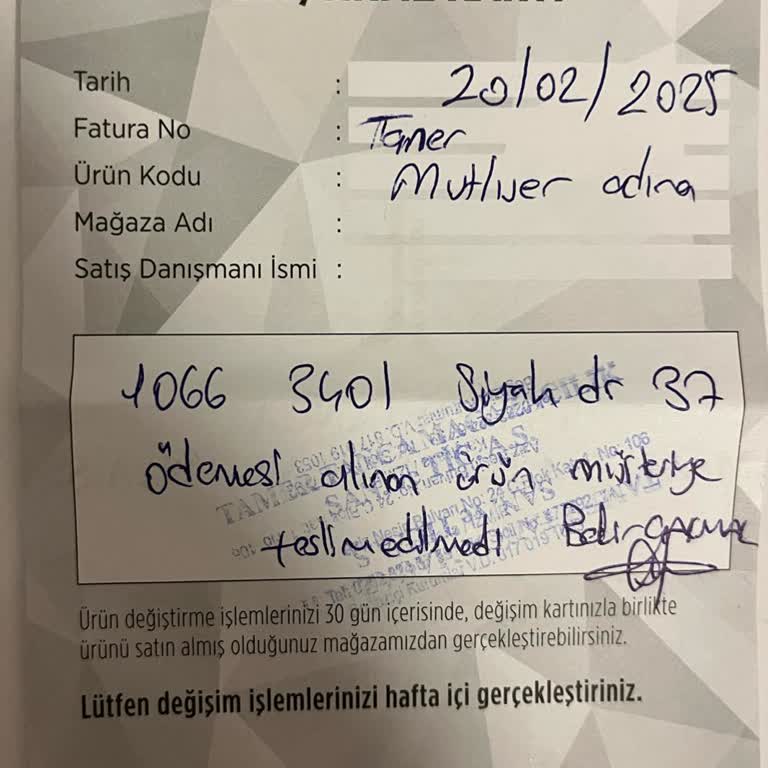 Tarih : 20/02/2025
Fatura No : Taner
Ürün Kodu : Mutluer adına
Mağaza Adı :
Satış Danışmanı İsmi :
1066 3401 Siyah dr 37
ödemesi alınan ürün müşteriye
teslim edilmedi
Ürün değiştirme işlemlerinizi 30 gün içerisinde, değişim kartınızla birlikte
ürünü satın almış olduğunuz mağazamızdan gerçekleştirebilirsiniz.
Lütfen değişim işlemlerinizi hafta içi gerçekleştiriniz.